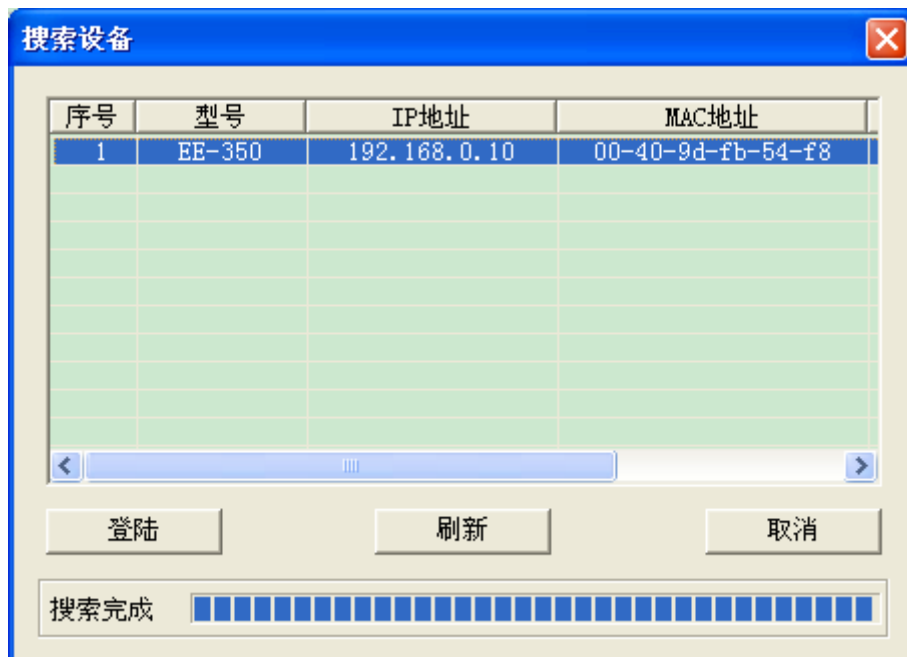 搜索设备
序号 型号 IP地址 MAC地址
1 EE-350 192.168.0.10 00-40-9d-fb-54-f8
登陆 刷新 取消
搜索完成